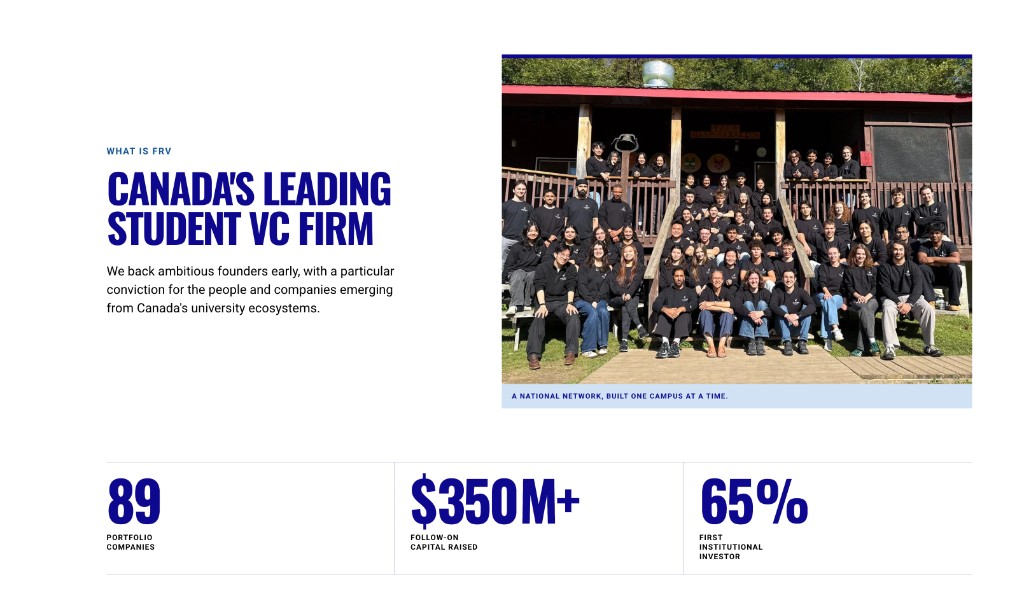 WHAT IS FRV
CANADA'S LEADING
STUDENT VC FIRM
We back ambitious founders early, with a particular
conviction for the people and companies emerging
from Canada's university ecosystems.
A NATIONAL NETWORK, BUILT ONE CAMPUS AT A TIME.
89
PORTFOLIO
COMPANIES
$350M+
FOLLOW-ON
CAPITAL RAISED
65%
FIRST
INSTITUTIONAL
INVESTOR